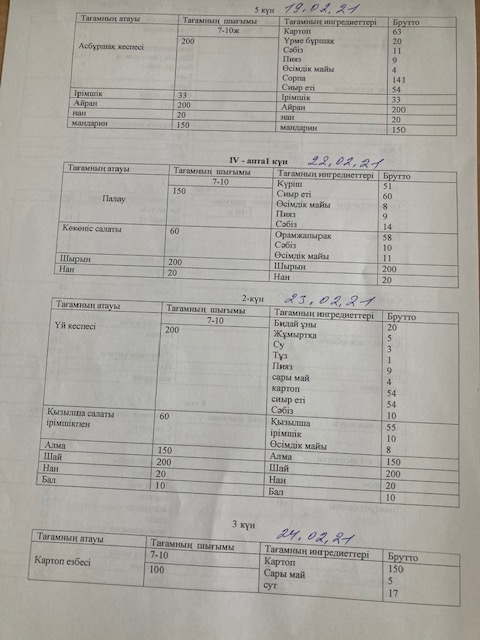 5 күн 19.02.21
Тағамның атауы Тағамның шығымы Тағамның ингредиеттері Брутто
7-10ж Картоп 63
Асбұршақ кеспесі 200 Үрме бұршак 20
Сәбіз 11
Пияз 9
Өсімдік майы 4
Сорпа 141
Сиыр еті 54
Ірімшік 33 Ірімшік 33
Айран 200 Айран 200
нан 20 нан 20
мандарин 150 мандарин 150
IV - апта1 күн 22,02,21
Тағамның атауы Тағамның шығымы Тағамның ингредиеттері Брутто
7-10 Күріш 51
Палау 150 Сиыр еті 60
Өсімдік майы 8
Пияз 9
Сәбіз 14
Көкөніс салаты 60 Орамжапырақ 58
Сәбіз 10
Өсімдік майы 11
Шырын 200 Шырын 200
Нан 20 Нан 20
2-күн 23,02,21
Тағамның атауы Тағамның шығымы Тағамның ингредиеттері Брутто
7-10 Бидай ұны 20
Үй кеспесі 200 Жұмыртқа 5
Су 3
Тұз 1
Пияз 9
сары май 4
картоп 54
сиыр еті 54
Сәбіз 10
Қызылша салаты ірімшікпен 60 Қызылша 55
ірімшік 10
Өсімдік майы 8
Алма 150 Алма 150
Шай 200 Шай 200
Нан 20 Нан 20
Бал 10 Бал 10
3 күн 24,02,21
Тағамның атауы Тағамның шығымы Тағамның ингредиеттері Брутто
7-10 Картоп 150
Картоп езбесі 100 Сары май 5
сүт 17